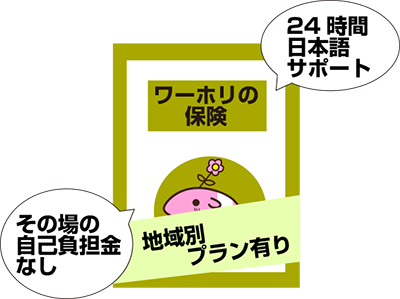 24時間
日本語
サポート
ワーホリの
保険
その場の
自己負担金
なし
地域別
プラン有り